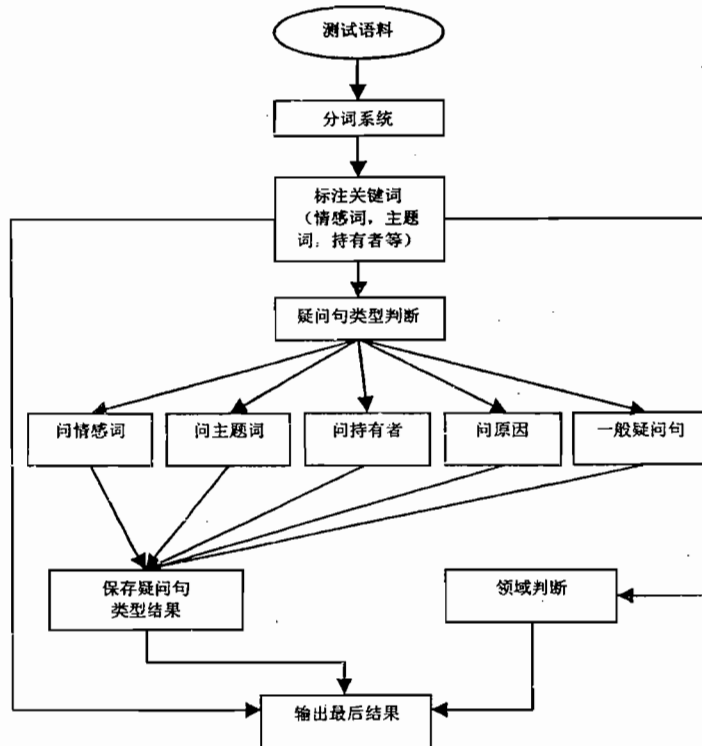 测试语料
分词系统
标注关键词
（情感词，主题
词，持有者等）
疑问句类型判断
问情感词
问主题词
问持有者
问原因
一般疑问句
保存疑问句
类型结果
领域判断
输出最后结果